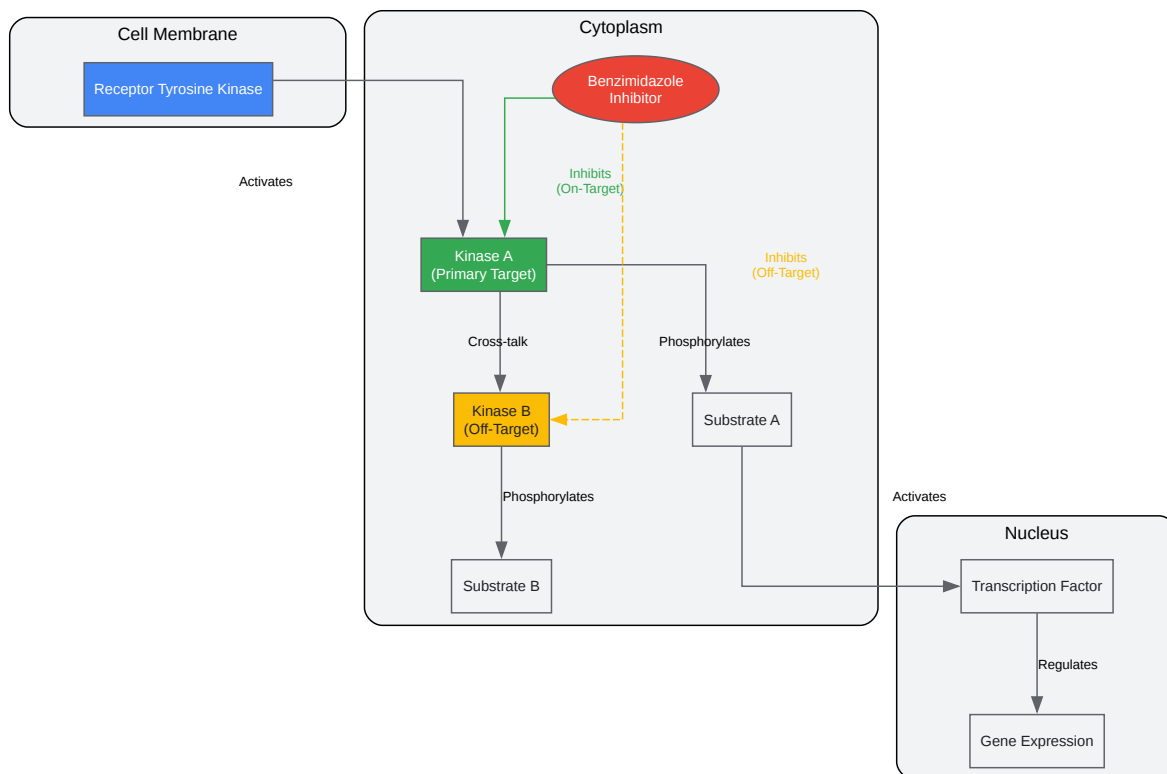 Cell Membrane
Receptor Tyrosine Kinase
Activates
Cytoplasm
Benzimidazole
Inhibitor
Inhibits
(On-Target)
Inhibits
(Off-Target)
Kinase A
(Primary Target)
Cross-talk
Phosphorylates
Kinase B
(Off-Target)
Substrate A
Phosphorylates
Substrate B
Activates
Nucleus
Transcription Factor
Regulates
Gene Expression